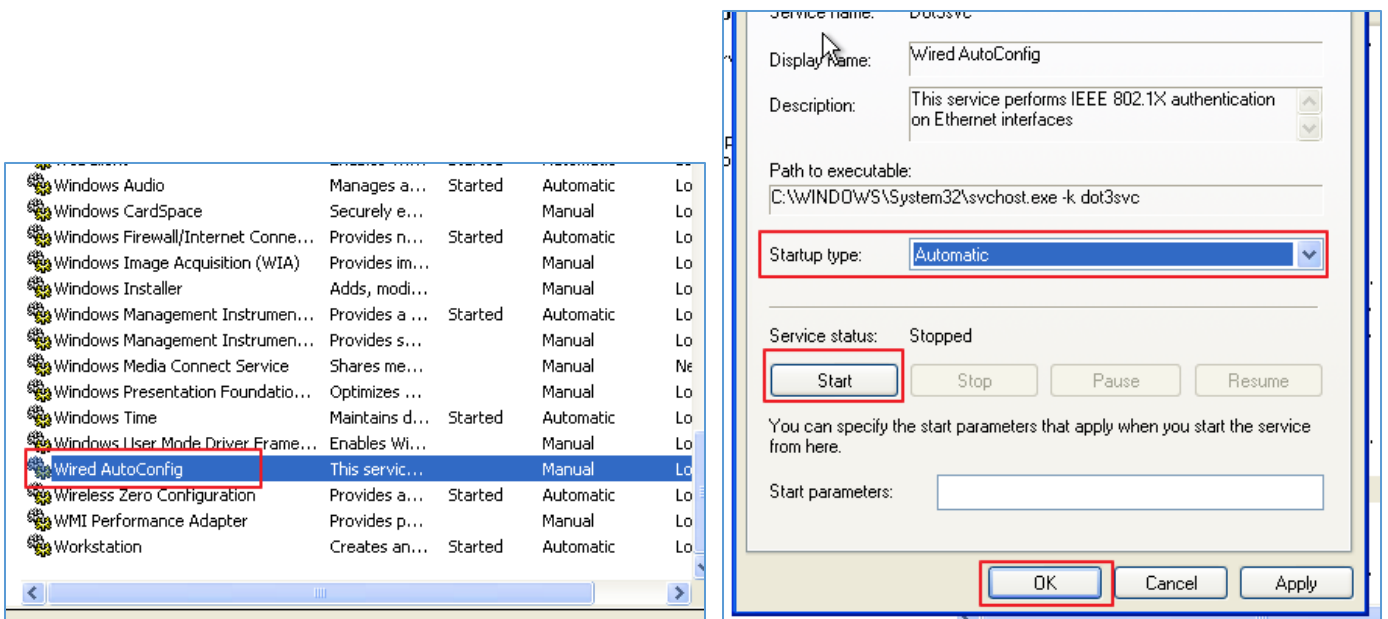 Windows Audio Manages a... Started Automatic Lo
Windows CardSpace Securely e... Manual Lo
Windows Firewall/Internet Conne... Provides n... Started Automatic Lo
Windows Image Acquisition (WIA) Provides im... Manual Lo
Windows Installer Adds, modi... Manual Lo
Windows Management Instrumen... Provides a ... Started Automatic Lo
Windows Management Instrumen... Provides s... Manual Lo
Windows Media Connect Service Shares me... Manual Ne
Windows Presentation Foundatio... Optimizes ... Manual Lo
Windows Time Maintains d... Started Automatic Lo
Windows User Mode Driver Frame... Enables Wi... Manual Lo
Wired AutoConfig This servic... Manual Lo
Wireless Zero Configuration Provides a... Started Automatic Lo
WMI Performance Adapter Provides p... Manual Lo
Workstation Creates an... Started Automatic Lo
Service name: Dot3svc
Display name: Wired AutoConfig
Description: This service performs IEEE 802.1X authentication
on Ethernet interfaces
Path to executable:
C:\WINDOWS\System32\svchost.exe -k dot3svc
Startup type: Automatic
Service status: Stopped
Start Stop Pause Resume
You can specify the start parameters that apply when you start the service
from here.
Start parameters:
OK Cancel Apply